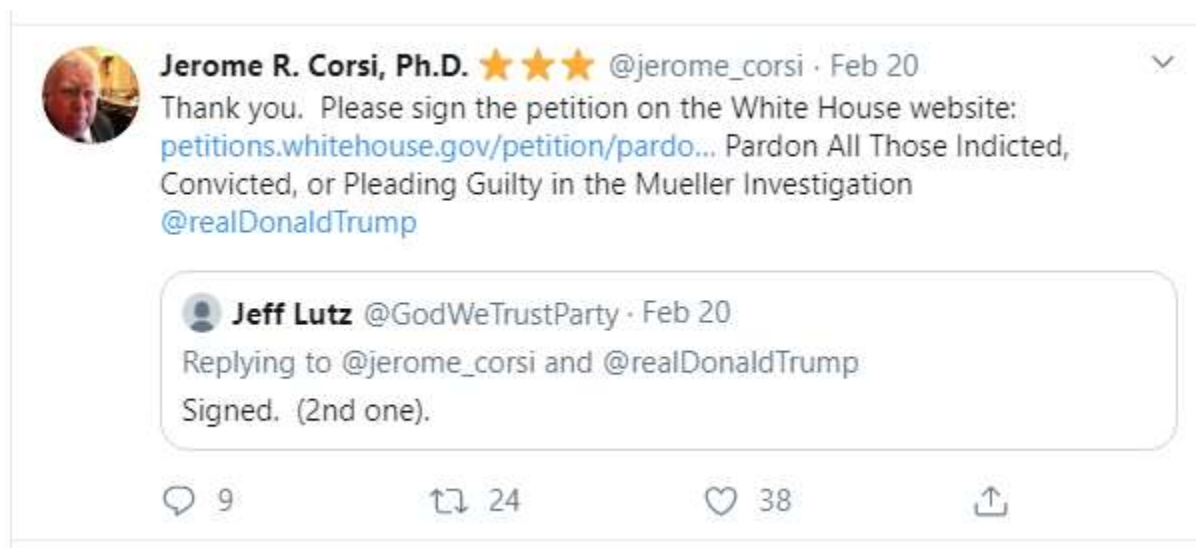 Jerome R. Corsi, Ph.D. ⭐⭐⭐ @jerome_corsi · Feb 20
Thank you.  Please sign the petition on the White House website:
petitions.whitehouse.gov/petition/pardo... Pardon All Those Indicted,
Convicted, or Pleading Guilty in the Mueller Investigation
@realDonaldTrump
Jeff Lutz @GodWeTrustParty · Feb 20
Replying to @jerome_corsi and @realDonaldTrump
Signed.  (2nd one).
9 24 38